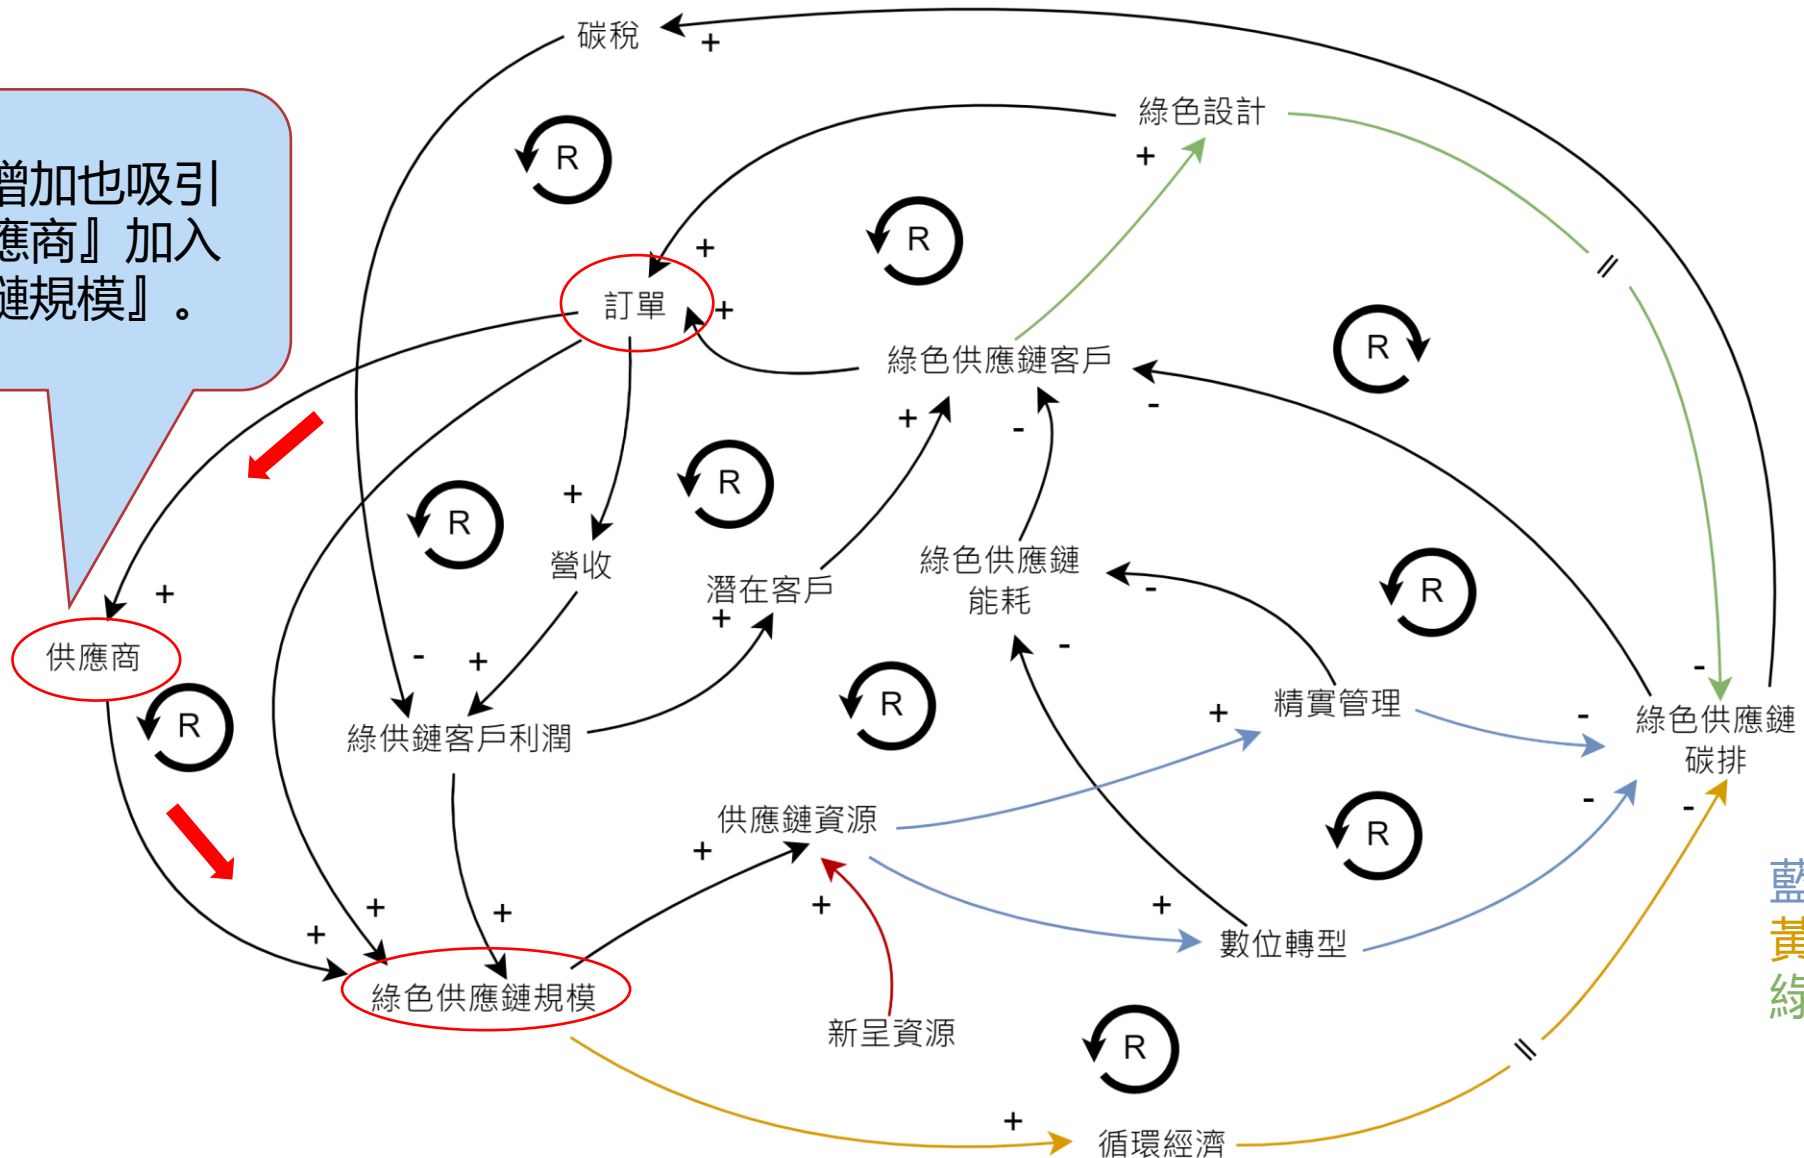 碳稅
+
綠色設計
R
+
增加也吸引
應商』加入
鏈規模』。
R
+
訂單
+
R
綠色供應鏈客戶
-
+
-
R
+
R
營收
綠色供應鏈
能耗
潛在客戶
+
R
-
+
供應商
-
+
-
-
R
綠供鏈客戶利潤
R
精實管理
+
-
綠色供應鏈
碳排
供應鏈資源
-
-
R
+
+
+
+
+
+
數位轉型
綠色供應鏈規模
新呈資源
R
+
循環經濟
藍
黃
綠